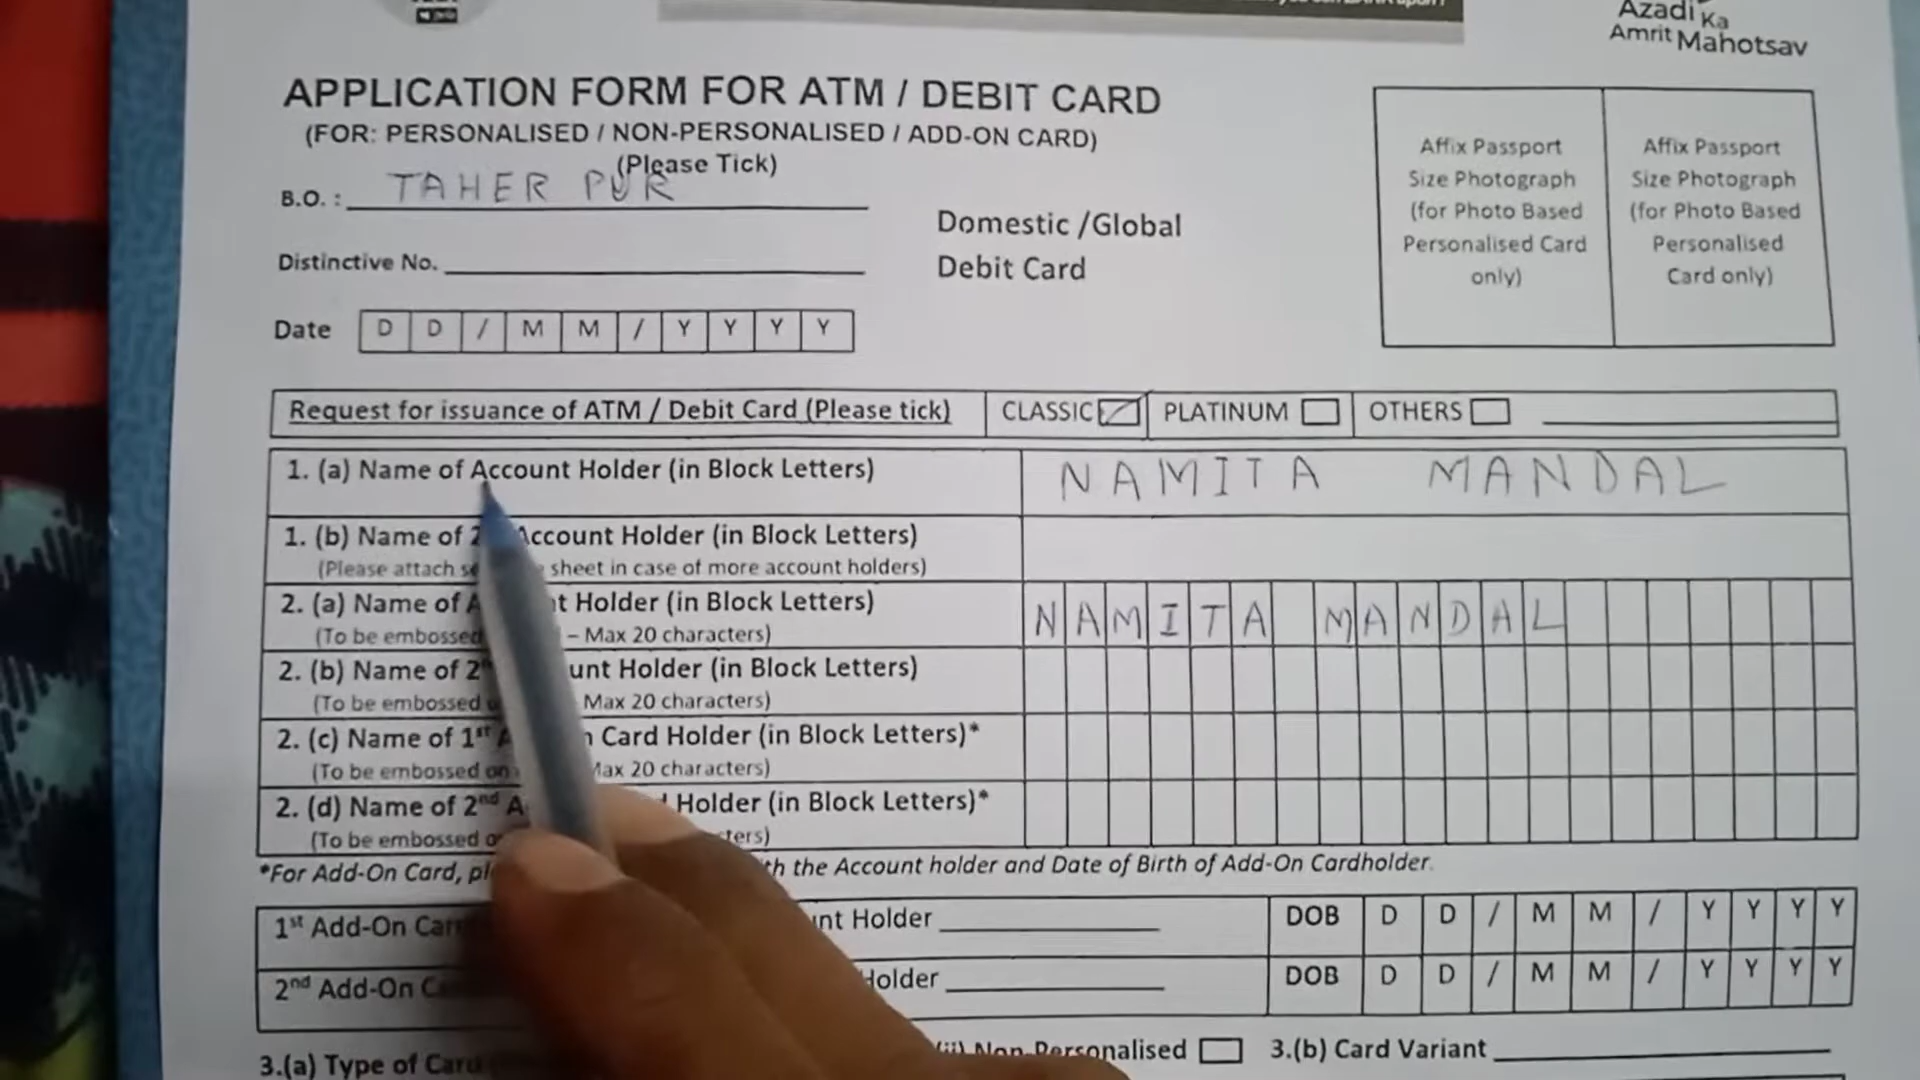 Azadi Ka
Amrit Mahotsav
APPLICATION FORM FOR ATM / DEBIT CARD
(FOR: PERSONALISED / NON-PERSONALISED / ADD-ON CARD)
(Please Tick)
B.O. : TAHER PUR
Distinctive No.
Domestic /Global
Debit Card
Affix Passport
Size Photograph
(for Photo Based
Personalised Card
only)
Affix Passport
Size Photograph
(for Photo Based
Personalised
Card only)
Date D D / M M / Y Y Y Y
Request for issuance of ATM / Debit Card (Please tick) CLASSIC PLATINUM OTHERS
1. (a) Name of Account Holder (in Block Letters) NAMITA MANDAL
1. (b) Name of Account Holder (in Block Letters)
(Please attach sheet in case of more account holders)
2. (a) Name of Holder (in Block Letters) NAMITA MANDAL
(To be embossed – Max 20 characters)
2. (b) Name of Holder (in Block Letters)
(To be embossed Max 20 characters)
2. (c) Name of 1st Card Holder (in Block Letters)*
(To be embossed on Max 20 characters)
2. (d) Name of 2nd Holder (in Block Letters)*
(To be embossed
*For Add-On Card, the Account holder and Date of Birth of Add-On Cardholder.
1st Add-On Holder DOB D D / M M / Y Y Y Y
2nd Add-On Holder DOB D D / M M / Y Y Y Y
3.(a) Type of Card (ii) Non-Personalised 3.(b) Card Variant